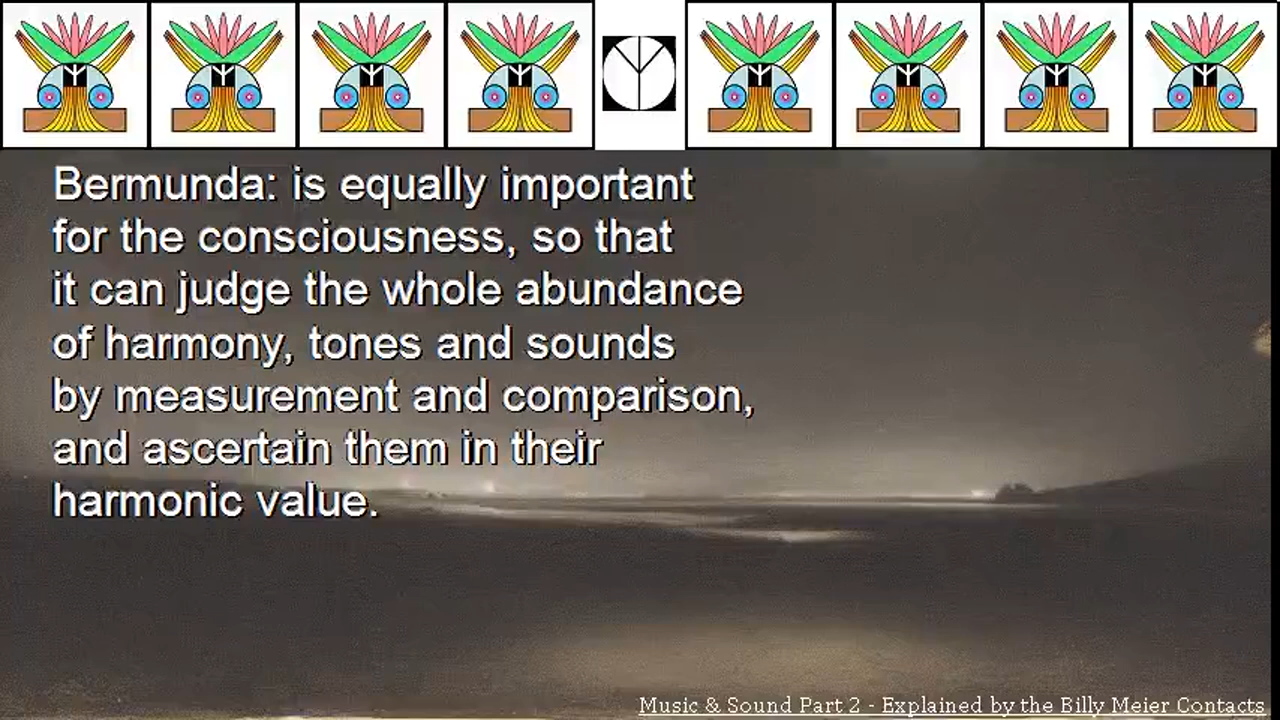 Bermunda: is equally important
for the consciousness, so that
it can judge the whole abundance
of harmony, tones and sounds
by measurement and comparison,
and ascertain them in their
harmonic value.
Music & Sound Part 2 - Explained by the Billy Meier Contacts